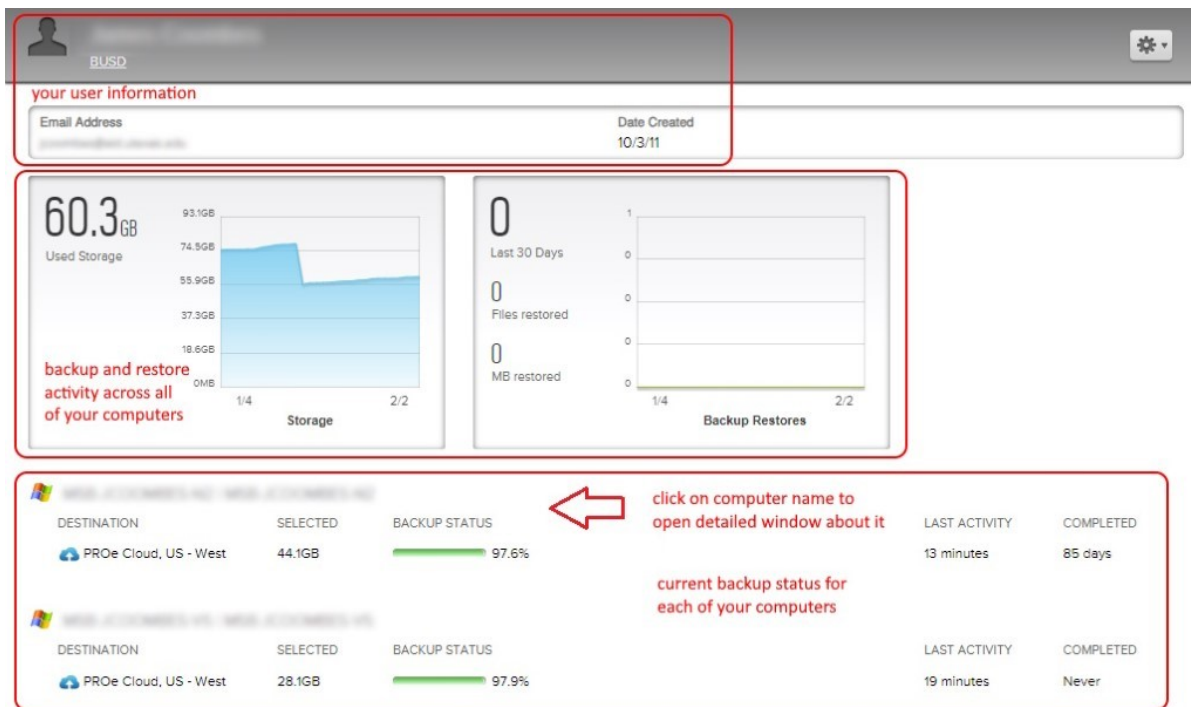 BUSD
your user information
Email Address
Date Created
10/3/11
60.3GB
Used Storage
93.1GB
74.5GB
55.9GB
37.3GB
18.6GB
0MB
1/4
2/2
Storage
backup and restore
activity across all
of your computers
0
Last 30 Days
0
Files restored
0
MB restored
1
0
0
0
0
1/4
2/2
Backup Restores
click on computer name to
open detailed window about it
DESTINATION SELECTED BACKUP STATUS LAST ACTIVITY COMPLETED
PROe Cloud, US - West 44.1GB 97.6% 13 minutes 85 days
current backup status for
each of your computers
DESTINATION SELECTED BACKUP STATUS LAST ACTIVITY COMPLETED
PROe Cloud, US - West 28.1GB 97.9% 19 minutes Never